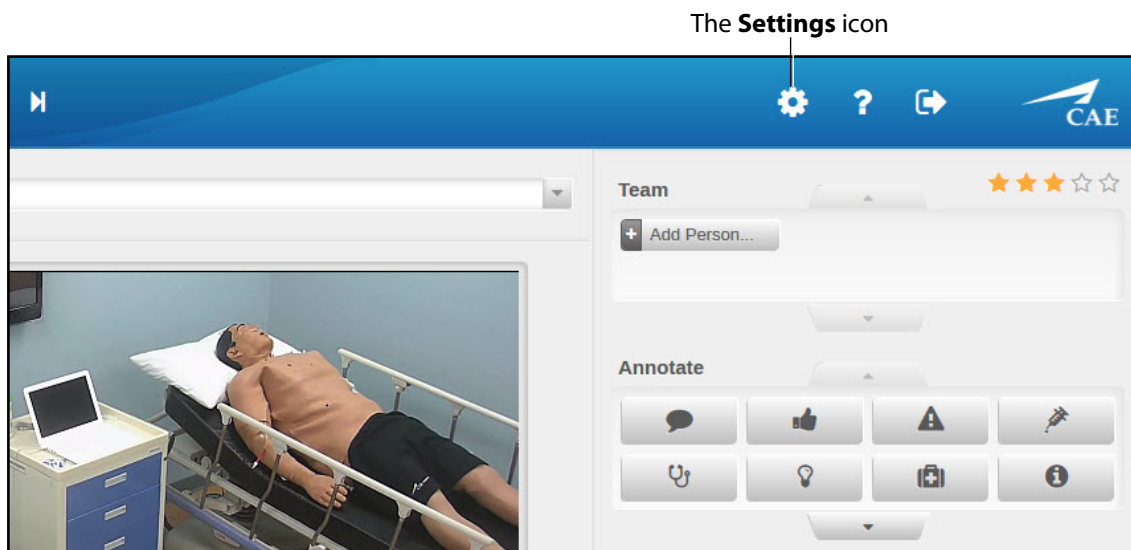 The Settings icon
CAE
Team
Add Person...
Annotate